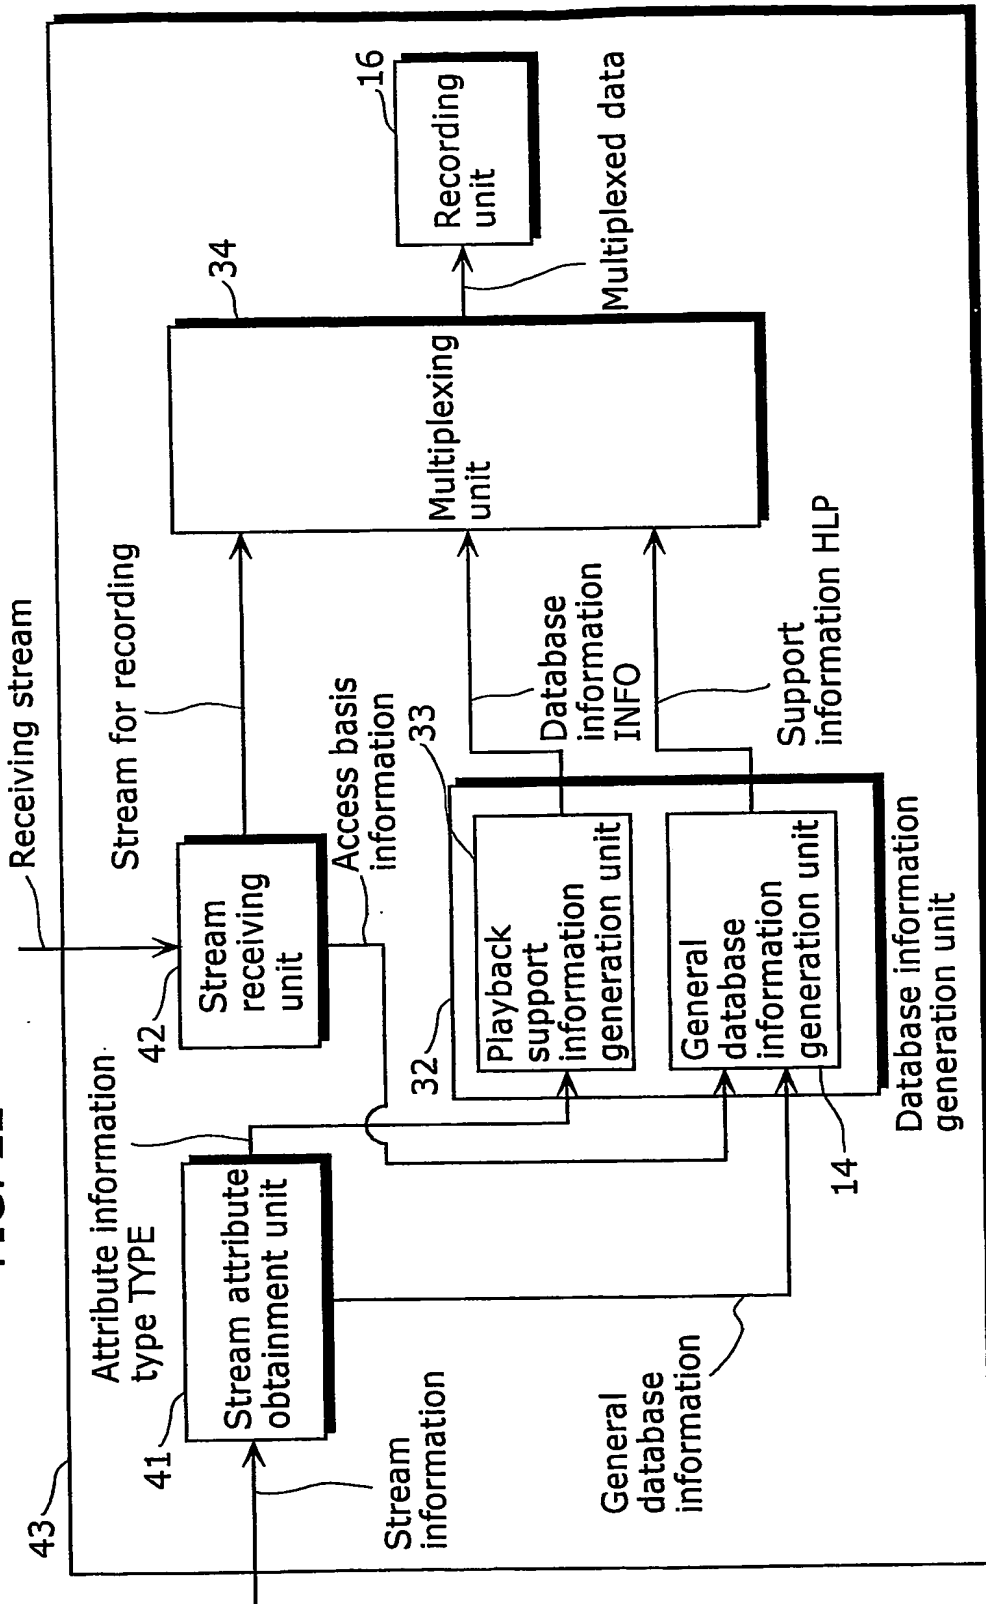 43
Receiving stream
Attribute information
type TYPE
42
Stream for recording
34
16
41
Stream attribute
obtainment unit
Stream
receiving
unit
Access basis
information
Multiplexing
unit
Recording
unit
Multiplexed data
Stream
information
32
33
Playback
support
information
generation unit
Database
information
INFO
General
database
information
14
General
database
information
generation unit
Support
information HLP
Database information
generation unit